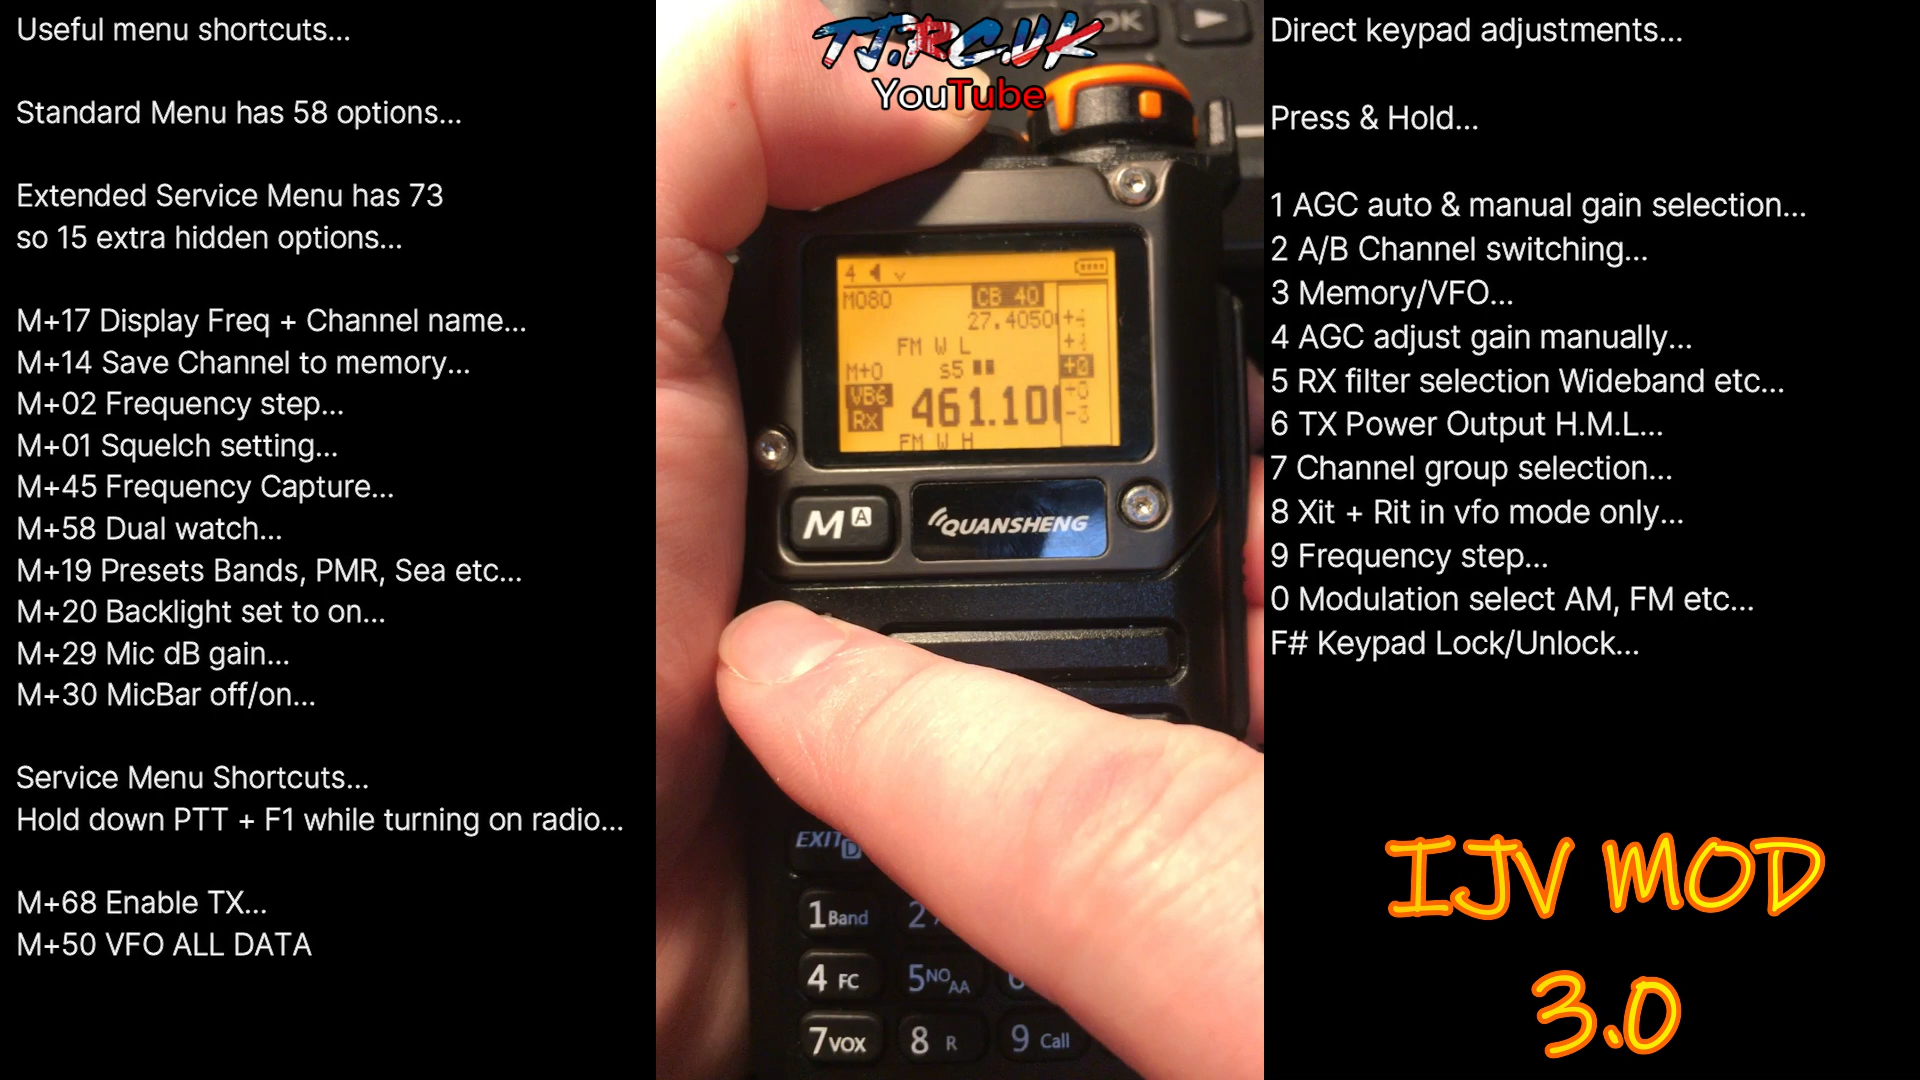 Useful menu shortcuts...
Standard Menu has 58 options...
Extended Service Menu has 73
so 15 extra hidden options...
M+17 Display Freq + Channel name...
M+14 Save Channel to memory...
M+02 Frequency step...
M+01 Squelch setting...
M+45 Frequency Capture...
M+58 Dual watch...
M+19 Presets Bands, PMR, Sea etc...
M+20 Backlight set to on...
M+29 Mic dB gain...
M+30 MicBar off/on...
Service Menu Shortcuts...
Hold down PTT + F1 while turning on radio...
M+68 Enable TX...
M+50 VFO ALL DATA
TJ.RC.UK
YouTube
OK
4
M080 CB 40
27.4050
FM W L
M+0 s5
VB6
RX 461.10
FM W H
+0
+0
-3
M A
QUANSHENG
EXIT D
1 Band 2
4 FC 5 NO AA
7 VOX 8 R 9 Call
Direct keypad adjustments...
Press & Hold...
1 AGC auto & manual gain selection...
2 A/B Channel switching...
3 Memory/VFO...
4 AGC adjust gain manually...
5 RX filter selection Wideband etc...
6 TX Power Output H.M.L...
7 Channel group selection...
8 Xit + Rit in vfo mode only...
9 Frequency step...
0 Modulation select AM, FM etc...
F# Keypad Lock/Unlock...
IJV MOD
3.0